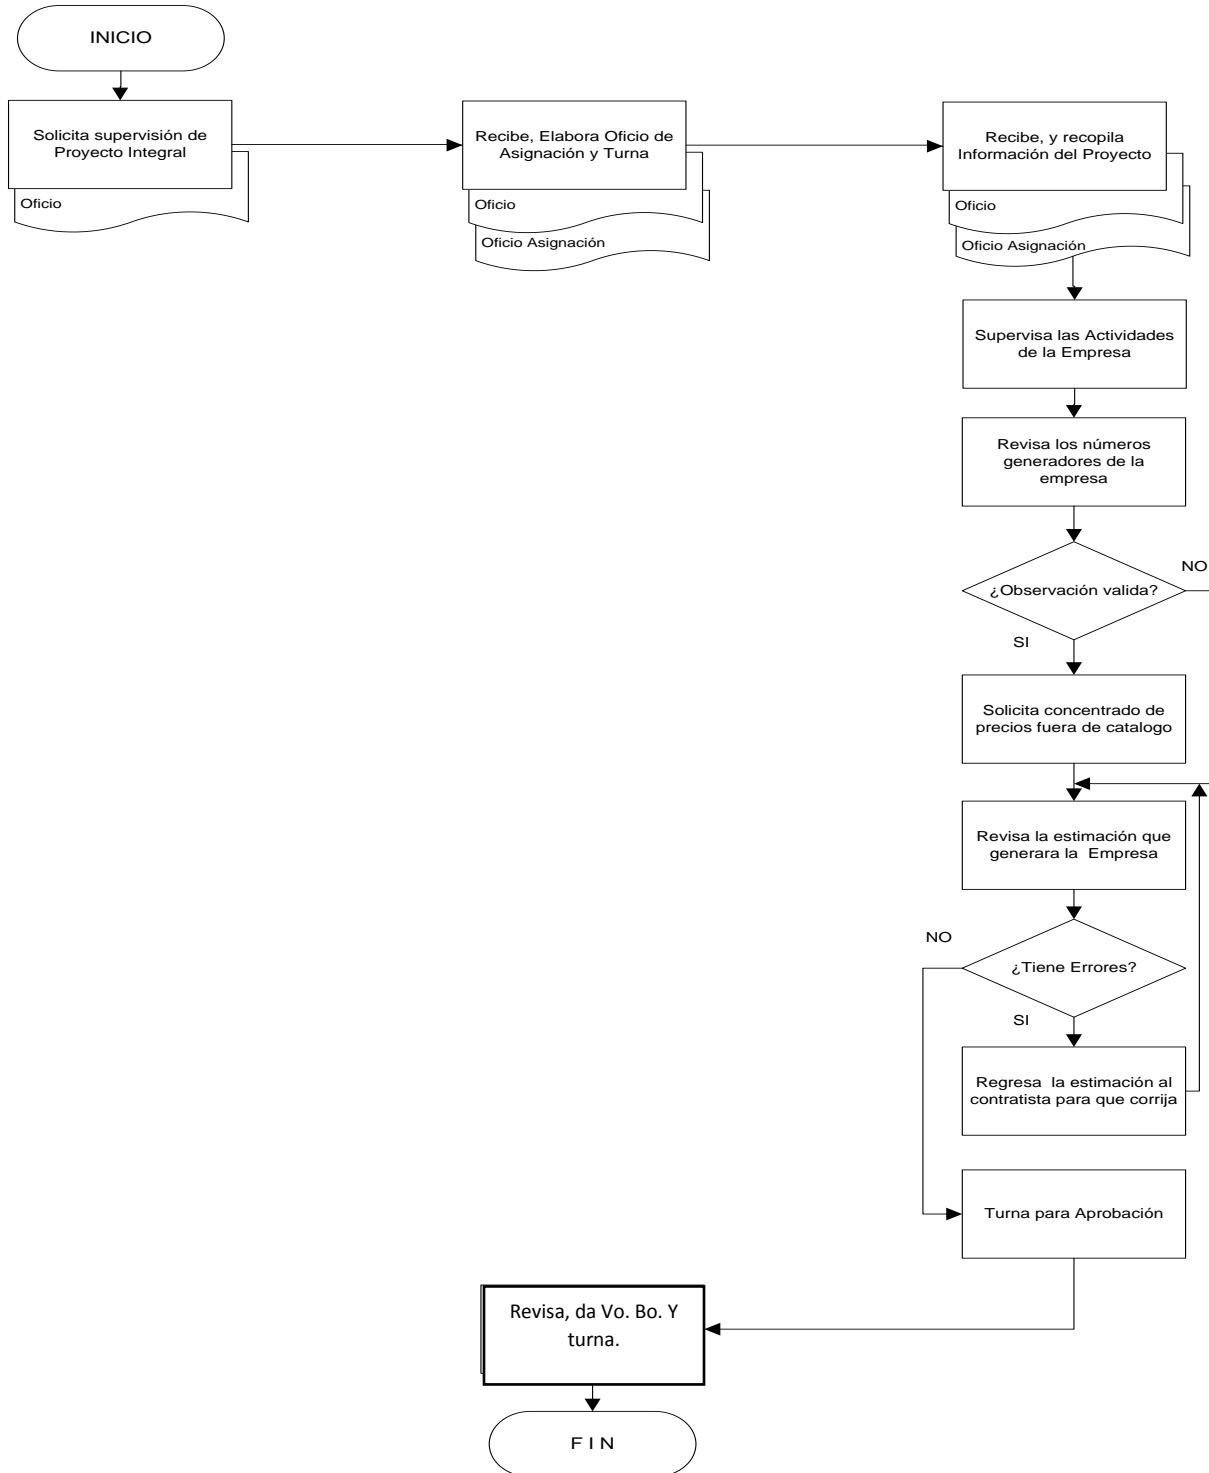 INICIO
Solicita supervisión de
Proyecto Integral
Oficio
Recibe, Elabora Oficio de
Asignación y Turna
Oficio
Oficio Asignación
Recibe, y recopila
Información del Proyecto
Oficio
Oficio Asignación
Supervisa las Actividades
de la Empresa
Revisa los números
generadores de la
empresa
¿Observación valida?
NO
SI
Solicita concentrado de
precios fuera de catalogo
Revisa la estimación que
generara la Empresa
NO
¿Tiene Errores?
SI
Regresa la estimación al
contratista para que corrija
Turna para Aprobación
Revisa, da Vo. Bo. Y
turna.
F I N